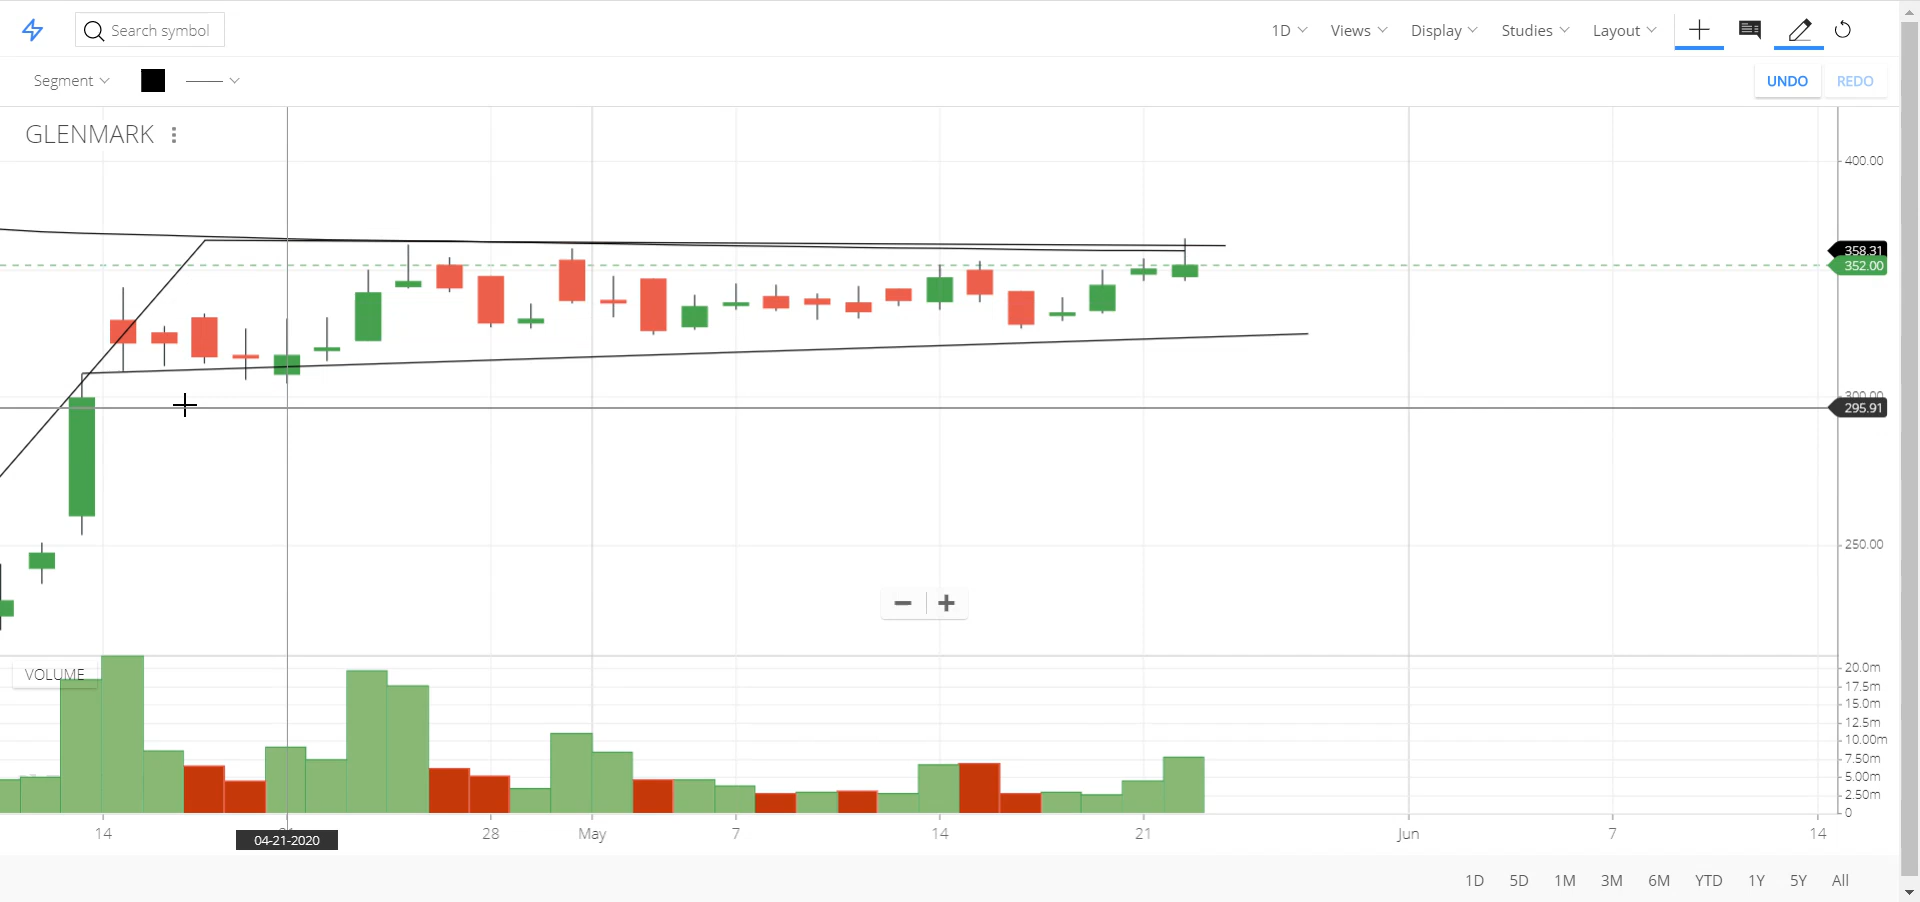 Search symbol
1D
Views
Display
Studies
Layout
Segment
UNDO
REDO
GLENMARK
400.00
358.31
352.00
300.00
295.91
250.00
VOLUME
20.0m
17.5m
15.0m
12.5m
10.00m
7.50m
5.00m
2.50m
0
14
28
May
7
14
21
Jun
7
14
04-21-2020
1D
5D
1M
3M
6M
YTD
1Y
5Y
All